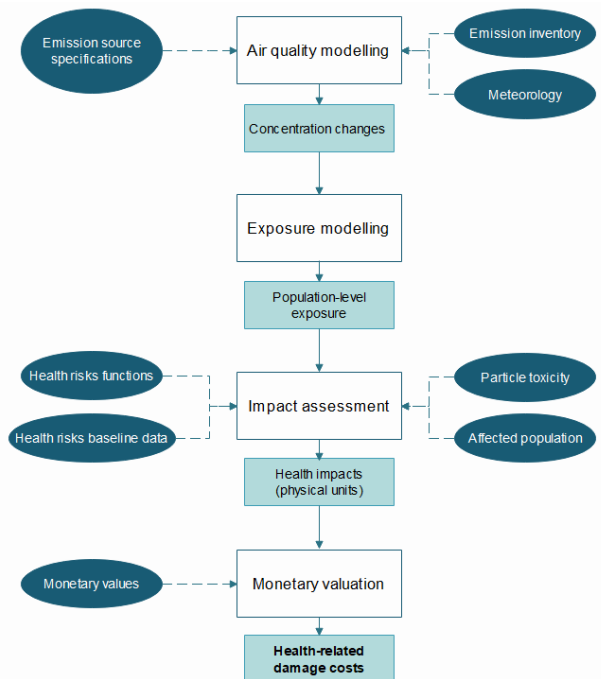 Emission source
specifications
Air quality modelling
Emission inventory
Meteorology
Concentration changes
Exposure modelling
Population-level
exposure
Health risks functions
Health risks baseline data
Impact assessment
Particle toxicity
Affected population
Health impacts
(physical units)
Monetary values
Monetary valuation
Health-related
damage costs